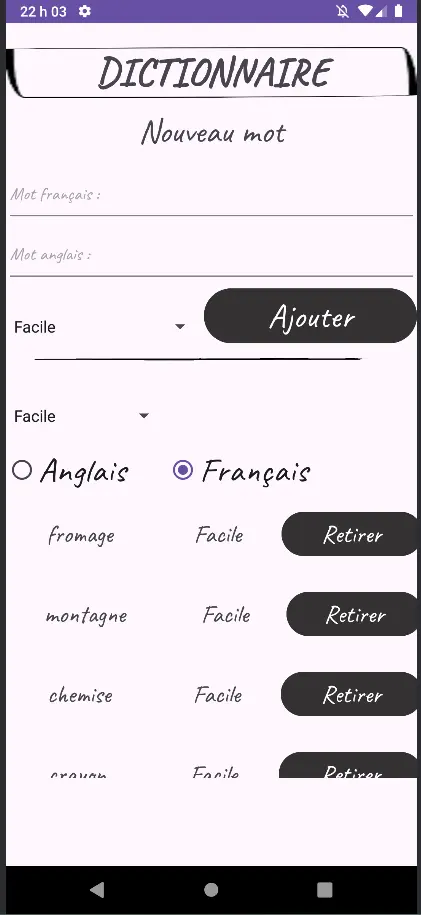 22 h 03
DICTIONNAIRE
Nouveau mot
Mot français :
Mot anglais :
Facile Ajouter
Facile
Anglais Français
fromage Facile Retirer
montagne Facile Retirer
chemise Facile Retirer
crayon Facile Retirer